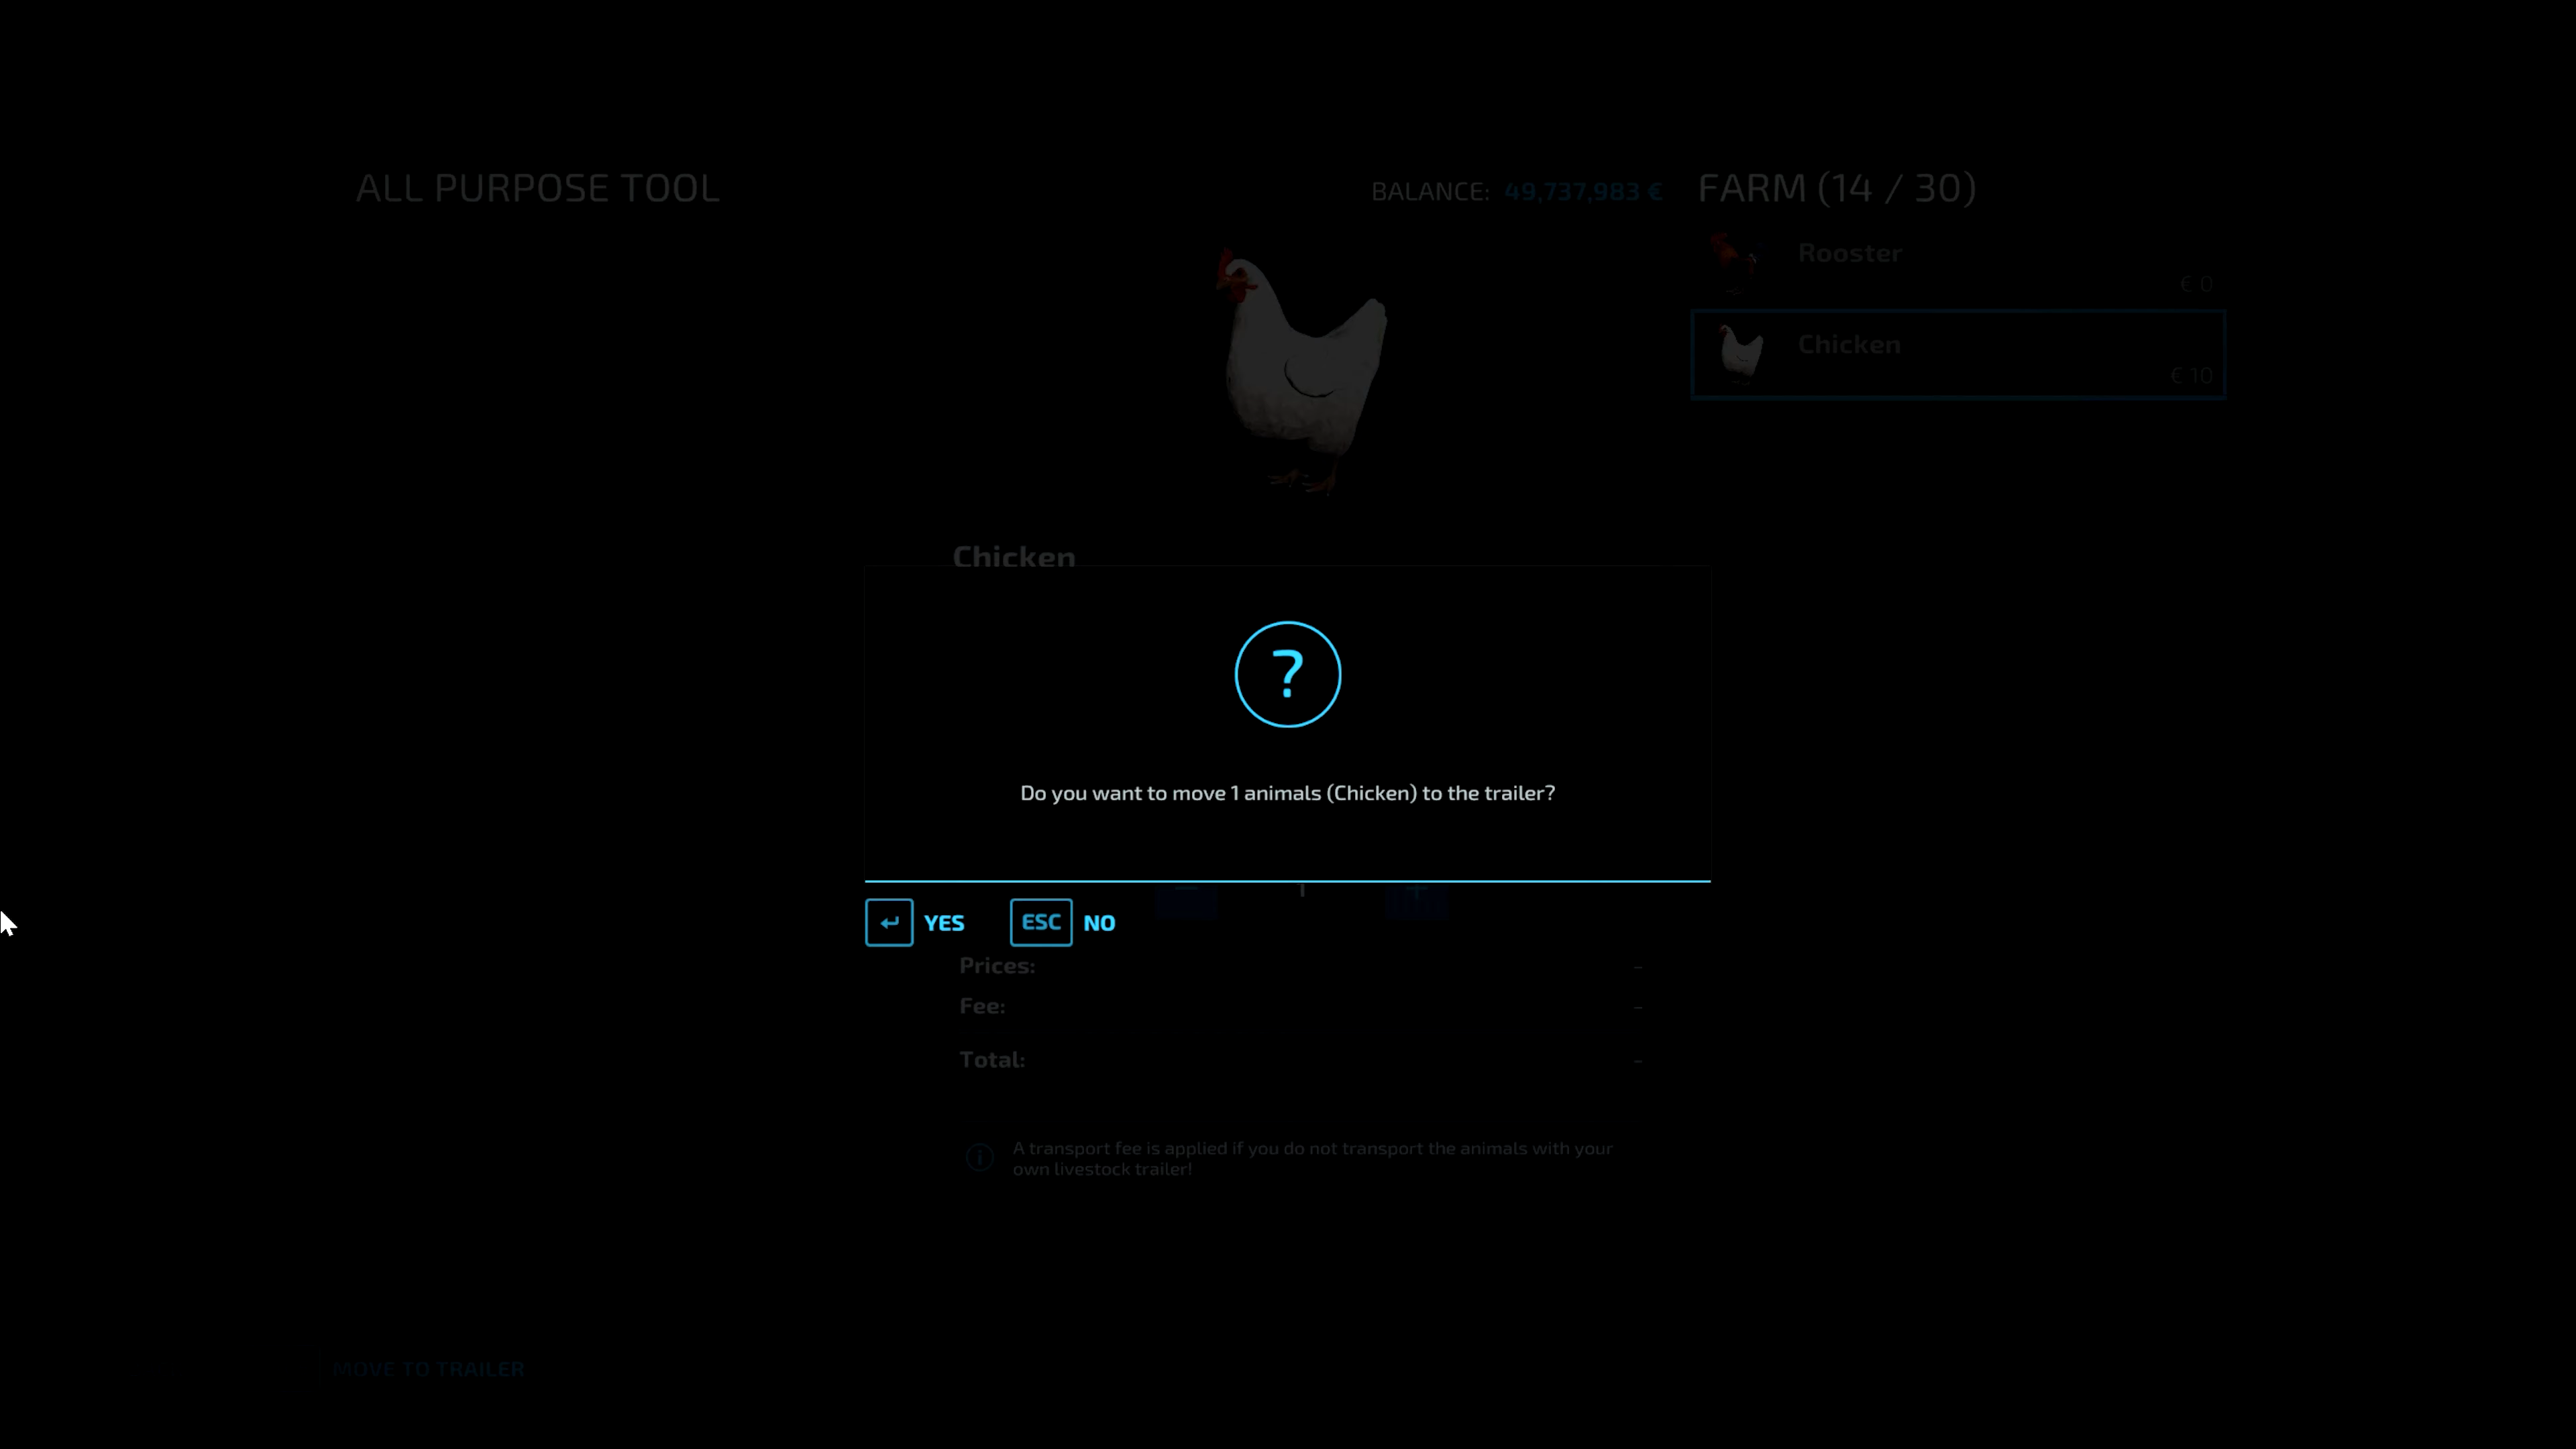 ALL PURPOSE TOOL
BALANCE: 49,737,983 €
FARM (14 / 30)
Rooster
€ 0
Chicken
€ 10
Chicken
?
Do you want to move 1 animals (Chicken) to the trailer?
1
YES
ESC NO
Prices: -
Fee: -
Total: -
A transport fee is applied if you do not transport the animals with your
own livestock trailer!
MOVE TO TRAILER